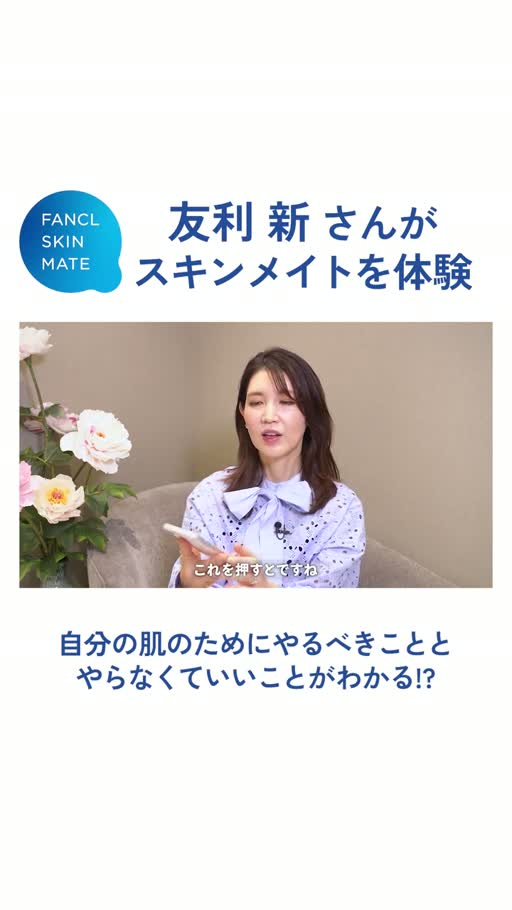 FANCL
SKIN
MATE
友利 新 さんが
スキンメイトを体験
これを押すとですね
自分の肌のためにやるべきことと
やらなくていいことがわかる!?